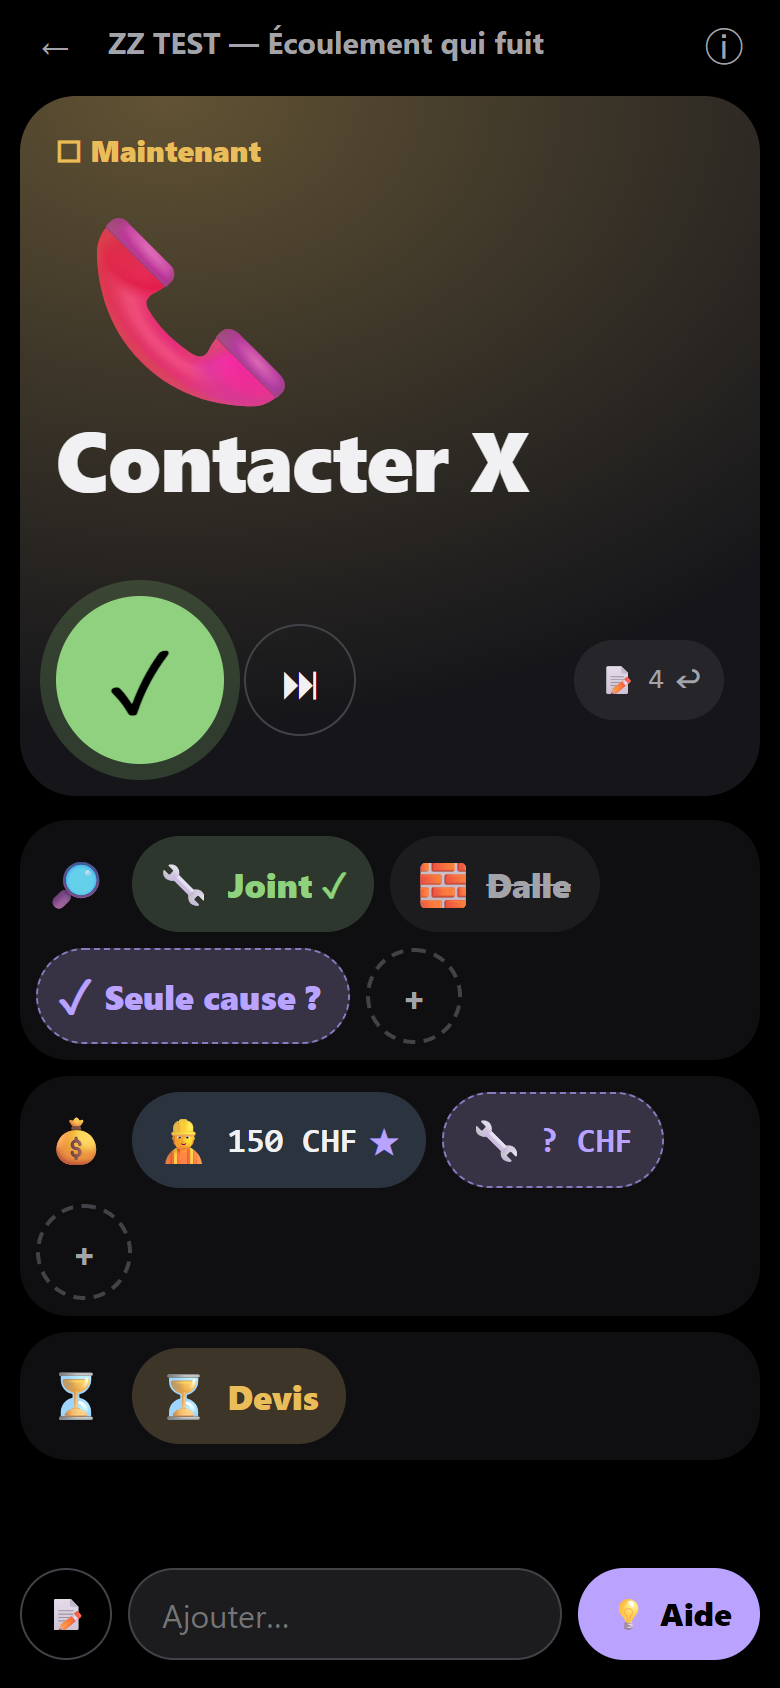 ← ZZ TEST — Écoulement qui fuit ⓘ
☐ Maintenant
Contacter X
✓ ⏭ 📝 4 ↩
🔎 🔧 Joint ✓ 🧱 Dalle
✓ Seule cause ? +
💰 👷 150 CHF ★ 🔧 ? CHF
+
⏳ ⏳ Devis
📝 Ajouter... 💡 Aide